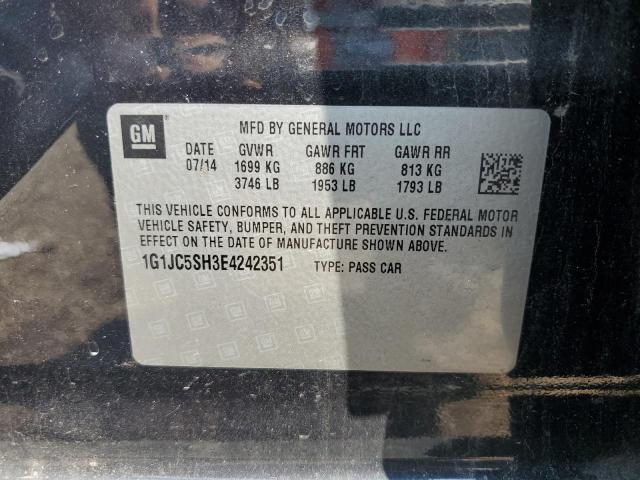 GM
MFD BY GENERAL MOTORS LLC
DATE GVWR GAWR FRT GAWR RR
07/14 1699 KG 886 KG 813 KG
3746 LB 1953 LB 1793 LB
THIS VEHICLE CONFORMS TO ALL APPLICABLE U.S. FEDERAL MOTOR
VEHICLE SAFETY, BUMPER, AND THEFT PREVENTION STANDARDS IN
EFFECT ON THE DATE OF MANUFACTURE SHOWN ABOVE.
1G1JC5SH3E4242351 TYPE: PASS CAR